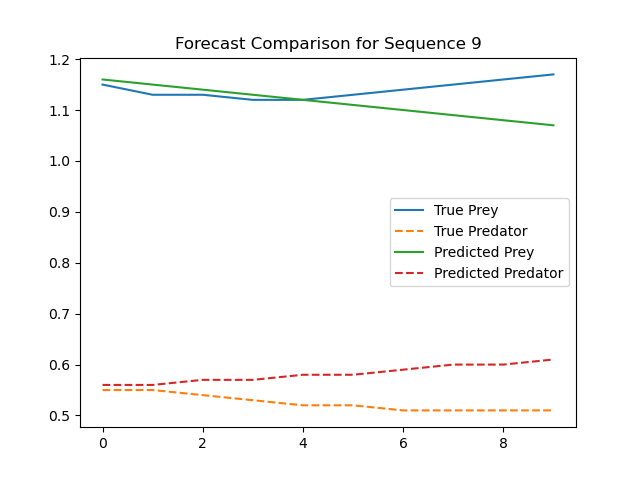 Forecast Comparison for Sequence 9
1.2
1.1
1.0
0.9
0.8
0.7
0.6
0.5
True Prey
True Predator
Predicted Prey
Predicted Predator
0 2 4 6 8